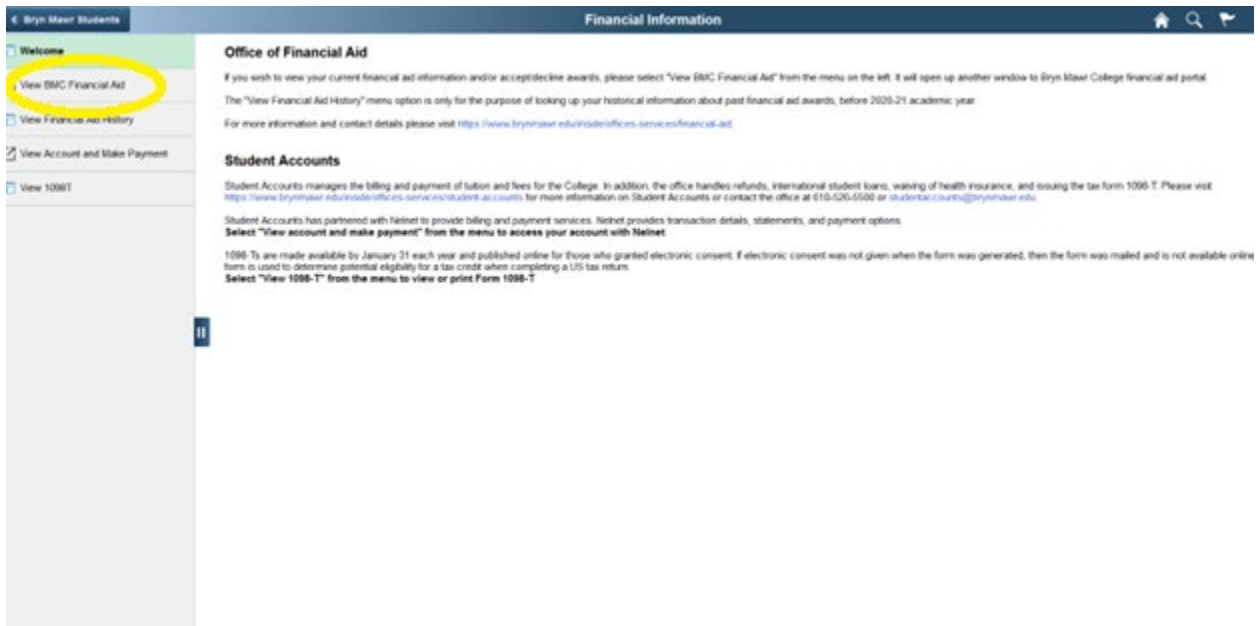 Bryn Mawr Students
Financial Information
Welcome
View BMC Financial Aid
View Financial Aid History
View Account and Make Payment
View 1098T
Office of Financial Aid
If you wish to view your current financial aid information and/or accept/decline awards, please select "View BMC Financial Aid" from the menu on the left. It will open up another window to Bryn Mawr College financial aid portal.
The "View Financial Aid History" menu option is only for the purpose of looking up your historical information about past financial aid awards, before 2020-21 academic year.
For more information and contact details please visit https://www.brynmawr.edu/inside/offices-services/financial-aid.
Student Accounts
Student Accounts manages the billing and payment of tuition and fees for the College. In addition, the office handles refunds, international student loans, waiving of health insurance, and issuing the tax form 1098-T. Please visit
https://www.brynmawr.edu/inside/offices-services/student-accounts for more information on Student Accounts or contact the office at 610-526-5500 or studentaccounts@brynmawr.edu.
Student Accounts has partnered with Nelnet to provide billing and payment services. Nelnet provides transaction details, statements, and payment options.
Select "View account and make payment" from the menu to access your account with Nelnet
1098-Ts are made available by January 31 each year and published online for those who granted electronic consent. If electronic consent was not given when the form was generated, then the form was mailed and is not available online
form is used to determine potential eligibility for a tax credit when completing a US tax return.
Select "View 1098-T" from the menu to view or print Form 1098-T